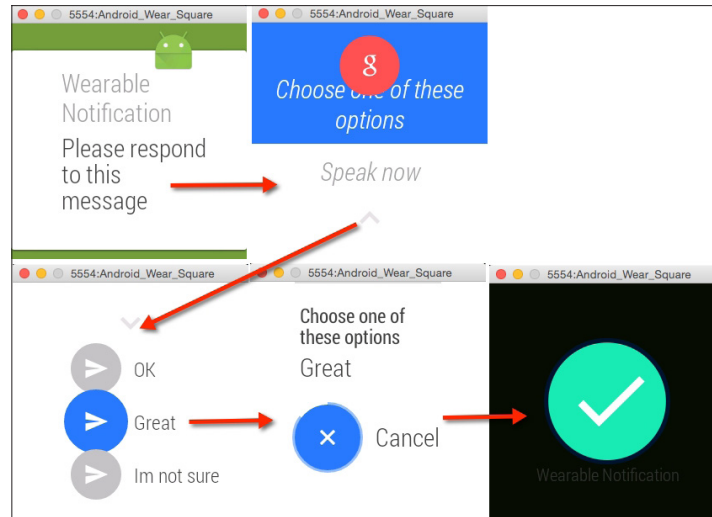 5554:Android_Wear_Square
Wearable
Notification
Please respond
to this
message
5554:Android_Wear_Square
g
Choose one of these
options
Speak now
5554:Android_Wear_Square
OK
Great
Im not sure
5554:Android_Wear_Square
Choose one of
these options
Great
Cancel
5554:Android_Wear_Square
Wearable Notification